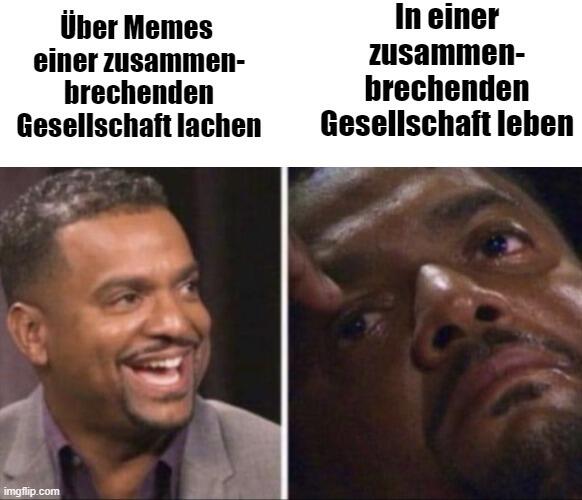 Über Memes
einer zusammen-
brechenden
Gesellschaft lachen
In einer
zusammen-
brechenden
Gesellschaft leben
imgflip.com